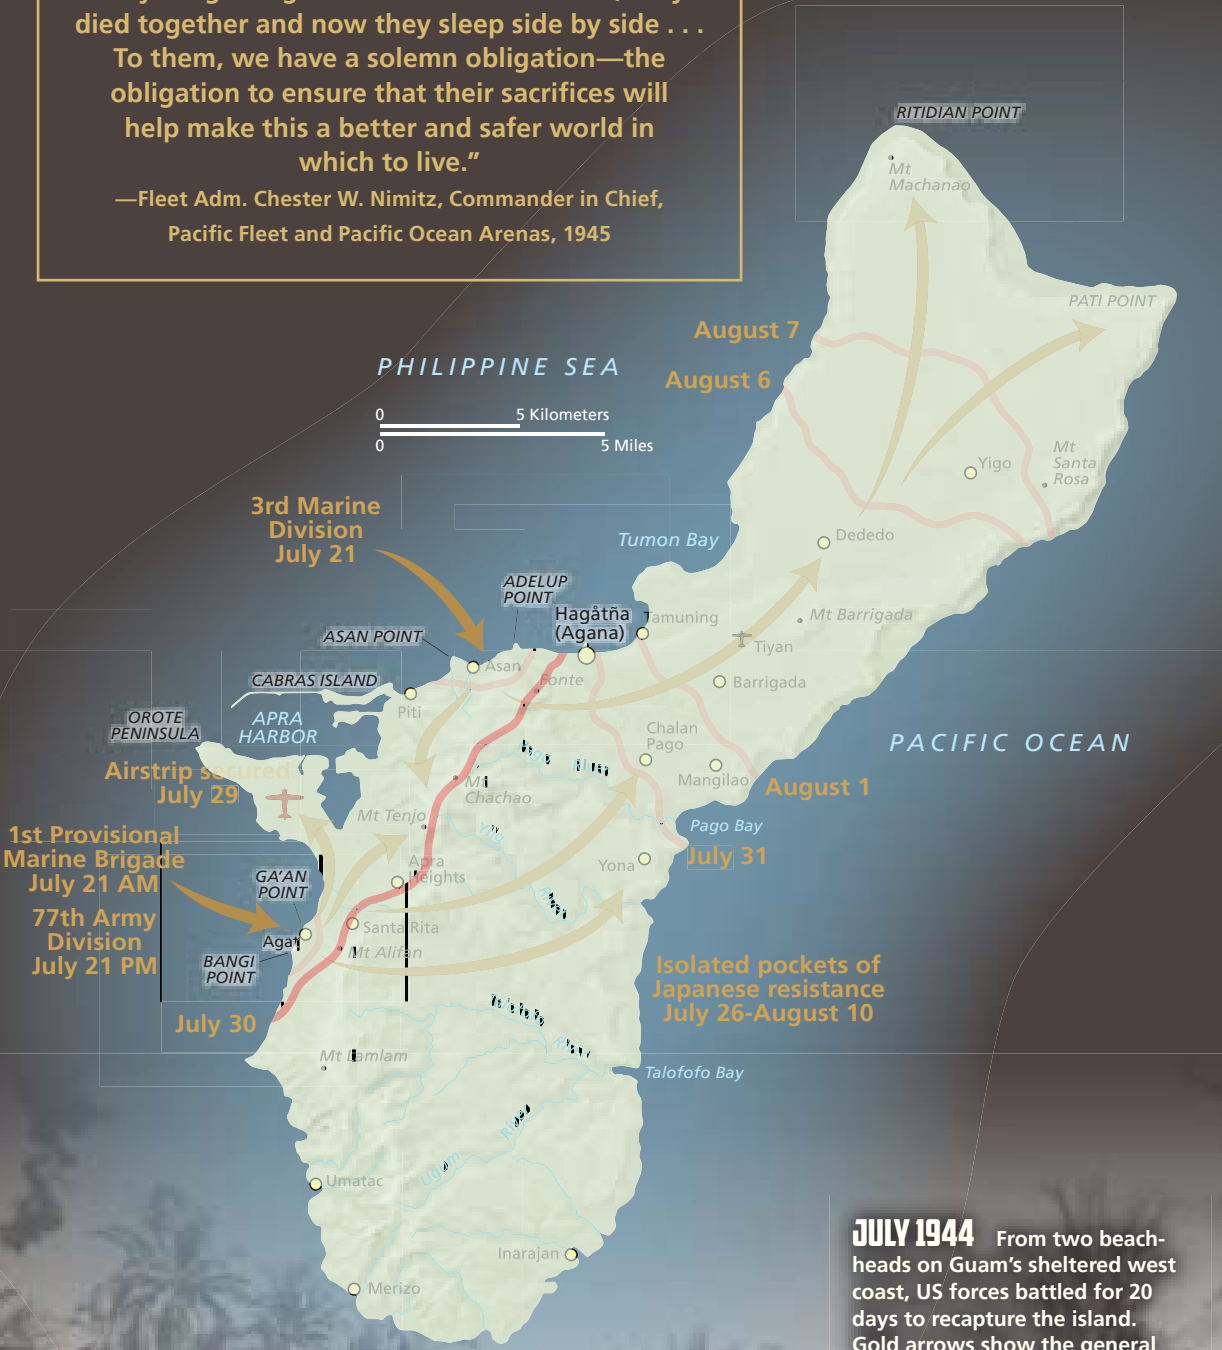 died together and now they sleep side by side . . .
To them, we have a solemn obligation—the
obligation to ensure that their sacrifices will
help make this a better and safer world in
which to live.”
—Fleet Adm. Chester W. Nimitz, Commander in Chief,
Pacific Fleet and Pacific Ocean Arenas, 1945
RITIDIAN POINT
Mt
Machanao
PATI POINT
August 7
PHILIPPINE SEA
August 6
0 5 Kilometers
0 5 Miles
Mt
Santa
Rosa
Yigo
3rd Marine
Division
July 21
Tumon Bay
Dededo
ADELUP
POINT
Hagåtña
(Agana)
Tamuning
Mt Barrigada
ASAN POINT
Tiyan
Asan
Fonte
CABRAS ISLAND
Barrigada
Piti
OROTE
PENINSULA
APRA
HARBOR
Chalan
Pago
PACIFIC OCEAN
Airstrip secured
July 29
Mt
Chachao
Mangilao
August 1
Mt Tenjo
Pago Bay
1st Provisional
Marine Brigade
July 21 AM
July 31
Yona
Apra
Heights
GA’AN
POINT
77th Army
Division
July 21 PM
Santa Rita
Agat
Mt Alifan
BANGI
POINT
Isolated pockets of
Japanese resistance
July 26-August 10
July 30
River
Mt Lamlam
Talofofo Bay
River
Ugum
Umatac
Inarajan
Merizo
JULY 1944 From two beach-
heads on Guam’s sheltered west
coast, US forces battled for 20
days to recapture the island.
Gold arrows show the general